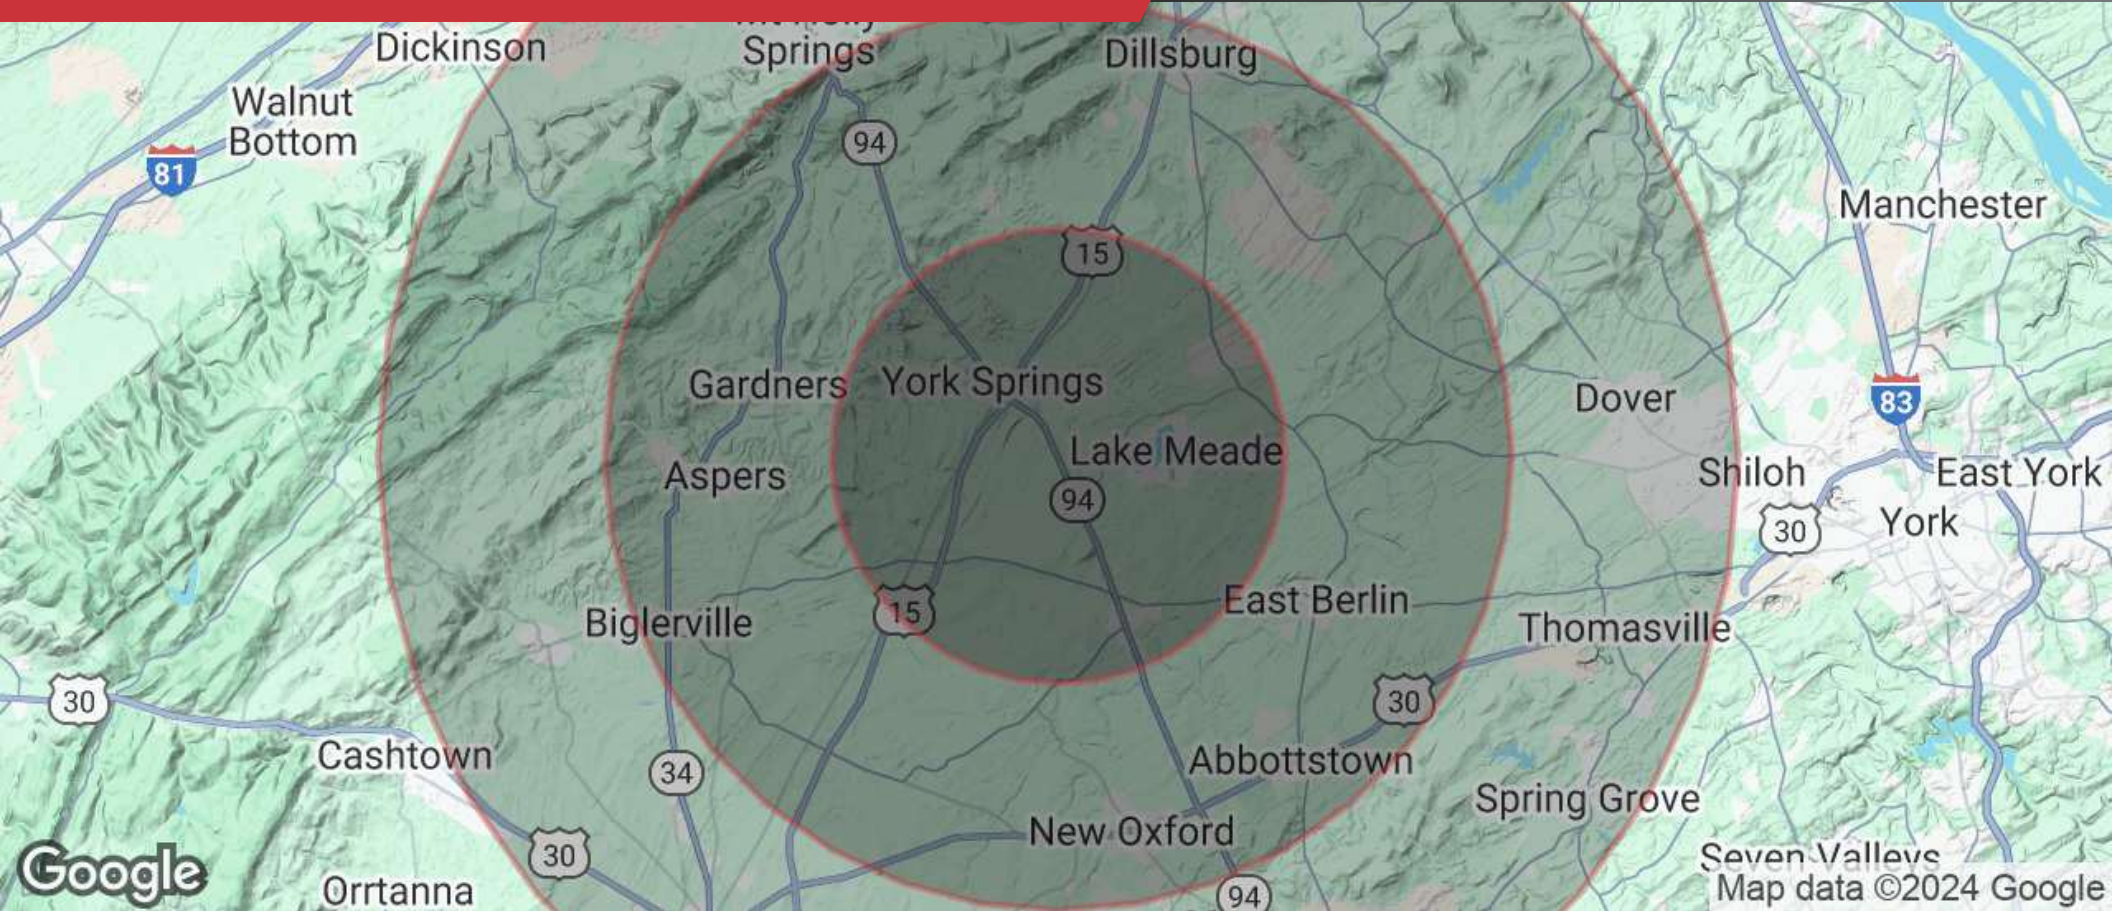 Springs
Dickinson
Dillsburg
Walnut
Bottom
94
81
Manchester
15
Gardners
York Springs
Dover
83
Lake Meade
Aspers
Shiloh
East York
94
30
York
15
East Berlin
Biglerville
Thomasville
30
30
Cashtown
34
Abbottstown
Spring Grove
New Oxford
30
Seven Valleys
Google
Orrtanna
94
Map data ©2024 Google